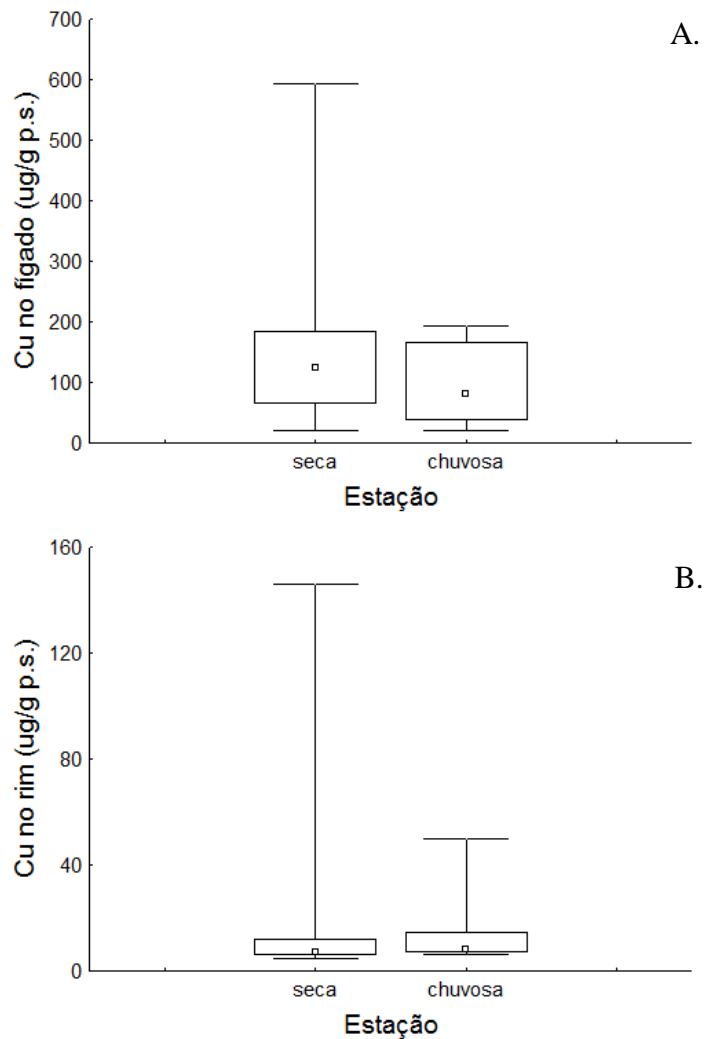 A.
700
600
500
400
300
200
100
0
Cu no fígado (ug/g p.s.)
seca chuvosa
Estação
B.
160
120
80
40
0
Cu no rim (ug/g p.s.)
seca chuvosa
Estação